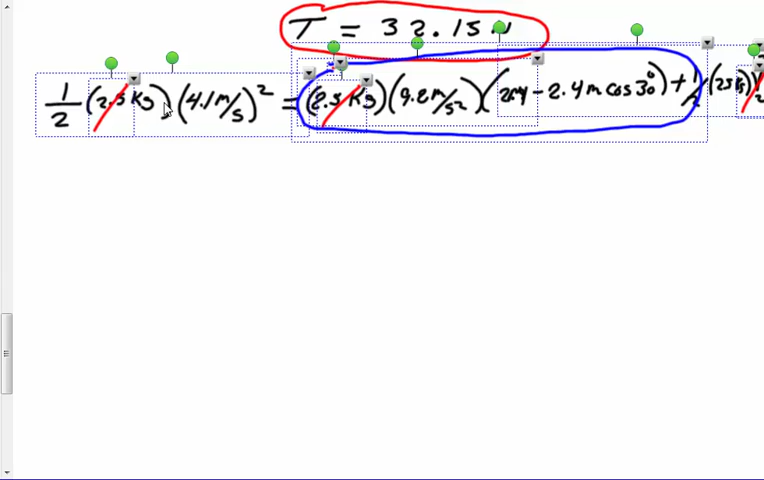 T = 32.15 N
1/2 (2.5 Kg)(4.1 m/s)² = (2.5 Kg)(9.8 m/s²)(2.4 - 2.4 m cos 30°) + 1/2 (2.5 Kg) V²